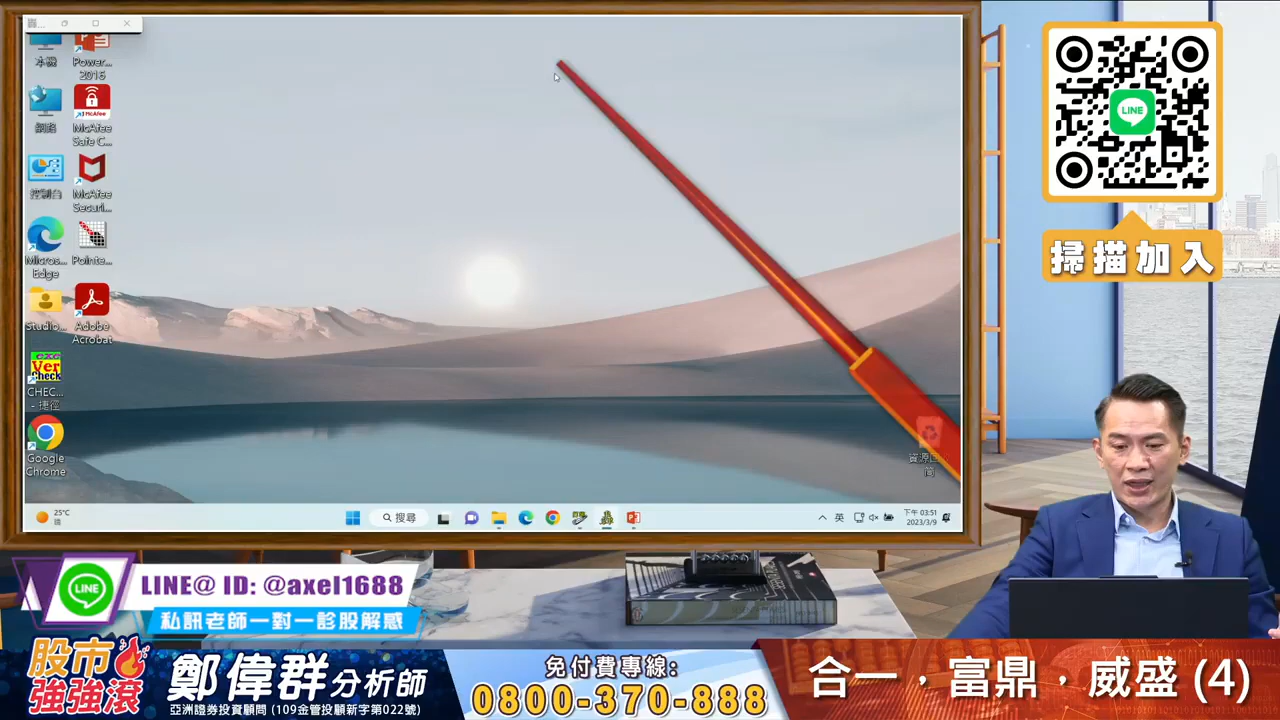 本機
Power...
2016
網路
McAfee
Safe C...
控制台
McAfee
Securi...
Micros...
Edge
Pointe...
Studio...
Adobe
Acrobat
CHEC...
- 捷徑
Google
Chrome
Ver
Check
25°C
搜尋
英
下午 03:51
2023/3/9
LINE
掃描加入
LINE
LINE@ ID: @axel1688
私訊老師一對一診股解惑
股市
強強滾
鄭偉群分析師
亞洲證券投資顧問 (109金管投顧新字第022號)
免付費專線:
0800-370-888
合一，富鼎，威盛 (4)